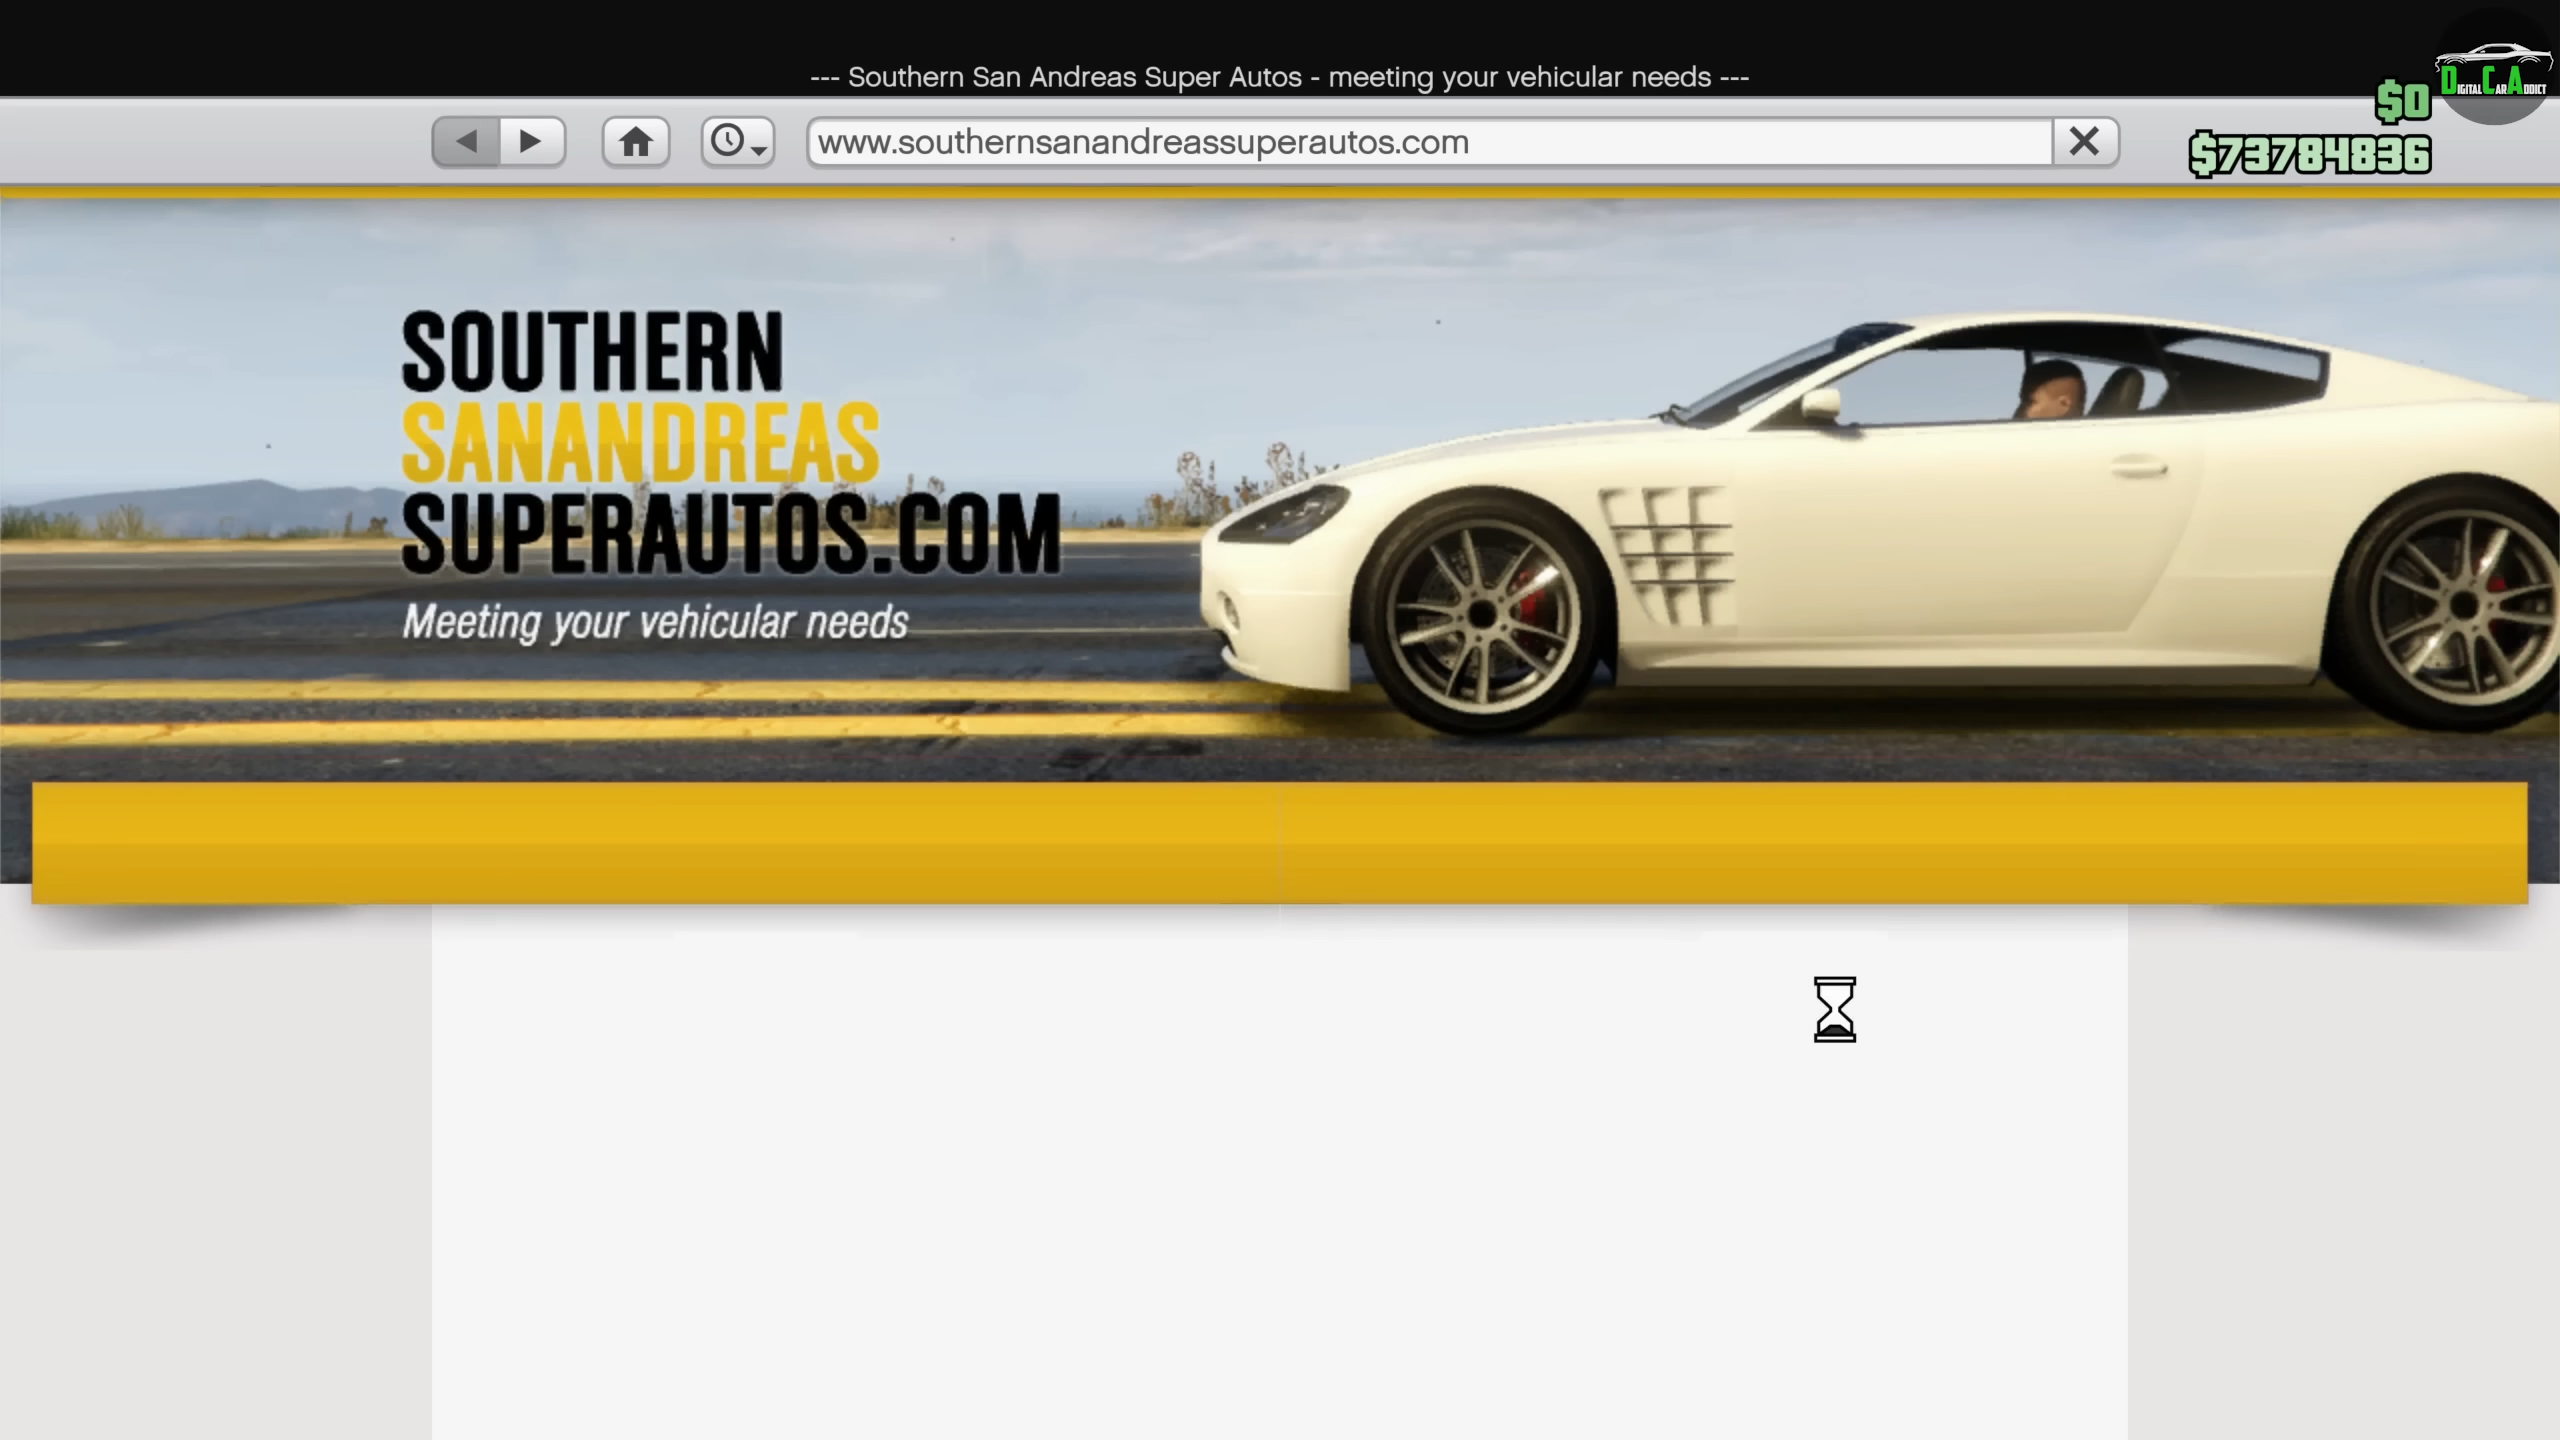 --- Southern San Andreas Super Autos - meeting your vehicular needs ---
DIGITALCARADDICT
$0
www.southernsanandreassuperautos.com
$73784836
SOUTHERN
SANANDREAS
SUPERAUTOS.COM
Meeting your vehicular needs